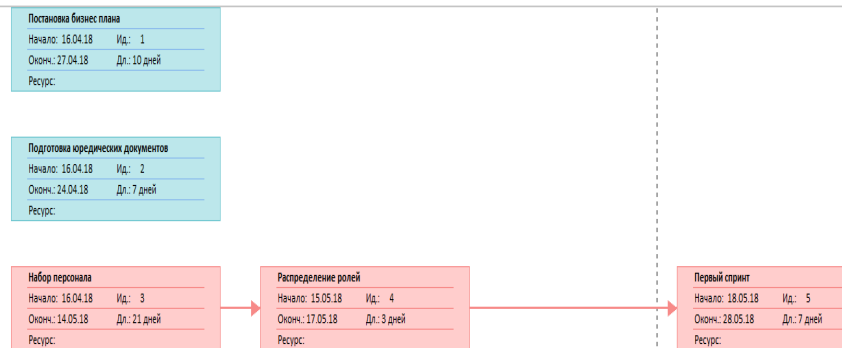 Постановка бизнес плана
Начало: 16.04.18 Ид.: 1
Оконч.: 27.04.18 Дл.: 10 дней
Ресурс:
Подготовка юредических документов
Начало: 16.04.18 Ид.: 2
Оконч.: 24.04.18 Дл.: 7 дней
Ресурс:
Набор персонала
Начало: 16.04.18 Ид.: 3
Оконч.: 14.05.18 Дл.: 21 дней
Ресурс:
Распределение ролей
Начало: 15.05.18 Ид.: 4
Оконч.: 17.05.18 Дл.: 3 дней
Ресурс:
Первый спринт
Начало: 18.05.18 Ид.: 5
Оконч.: 28.05.18 Дл.: 7 дней
Ресурс: